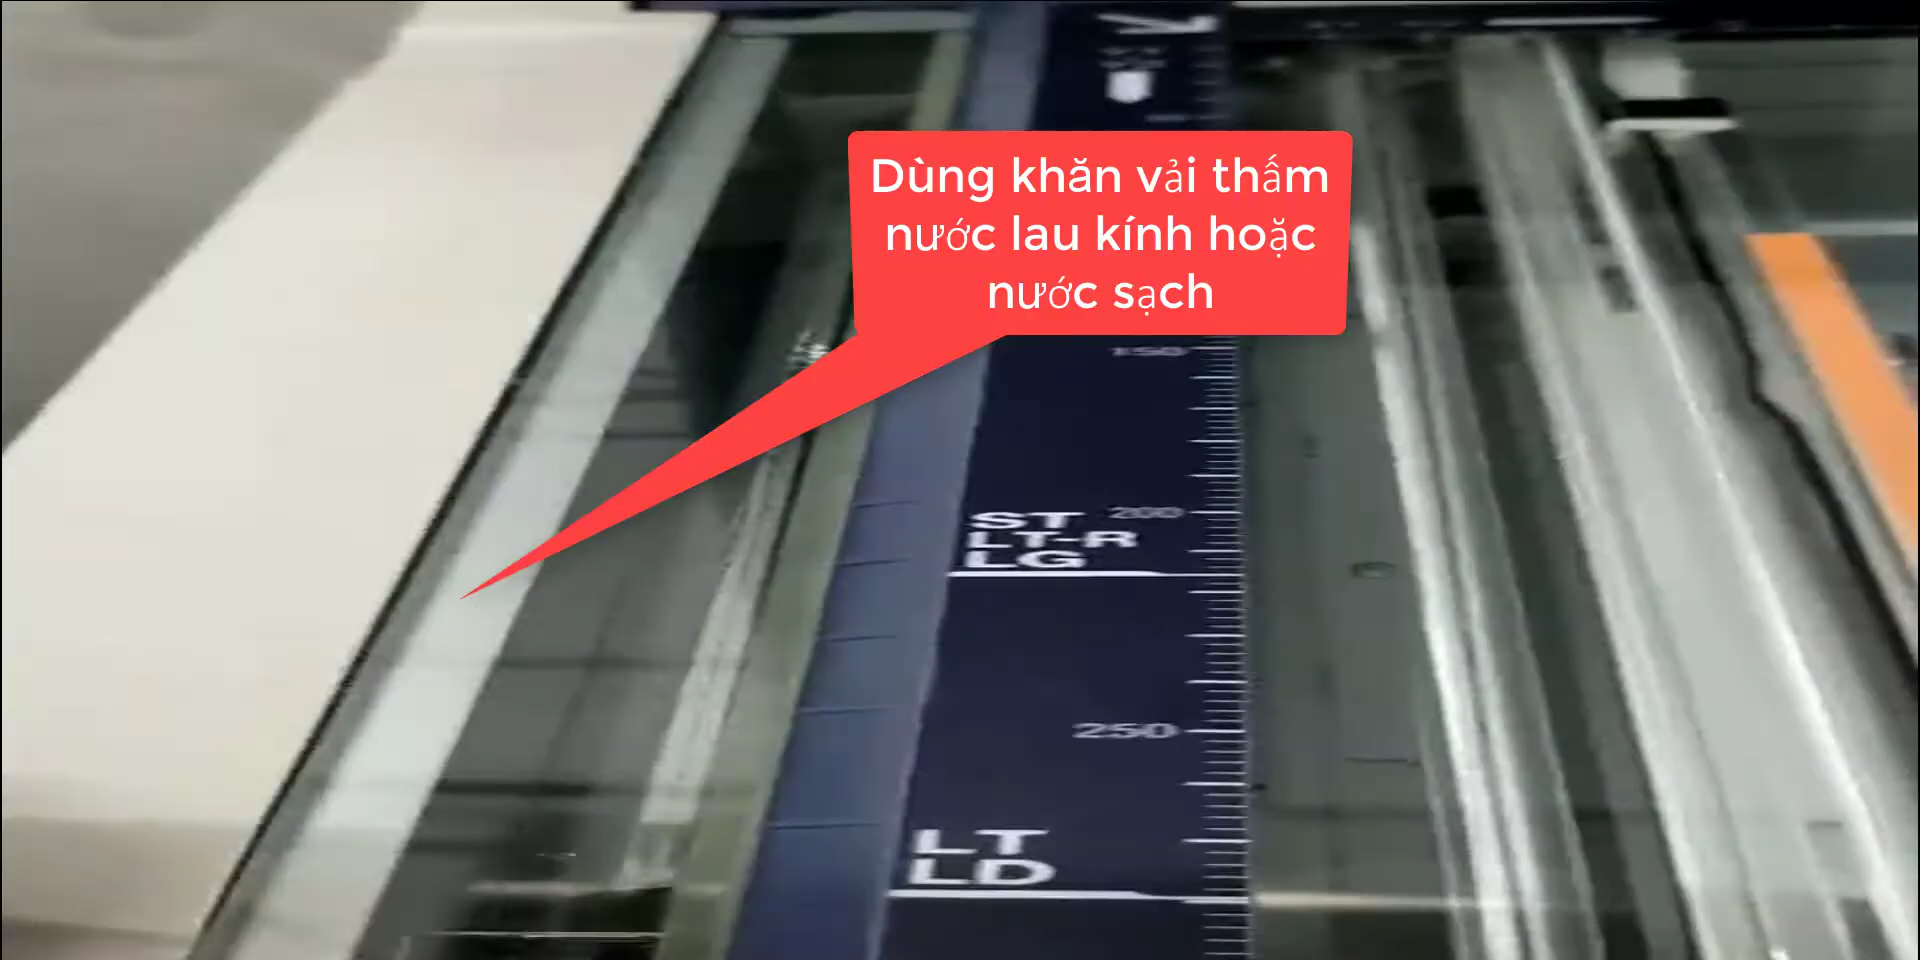 Dùng khăn vải thấm
nước lau kính hoặc
nước sạch
150
ST 200
LT-R
LG
250
LT
LD